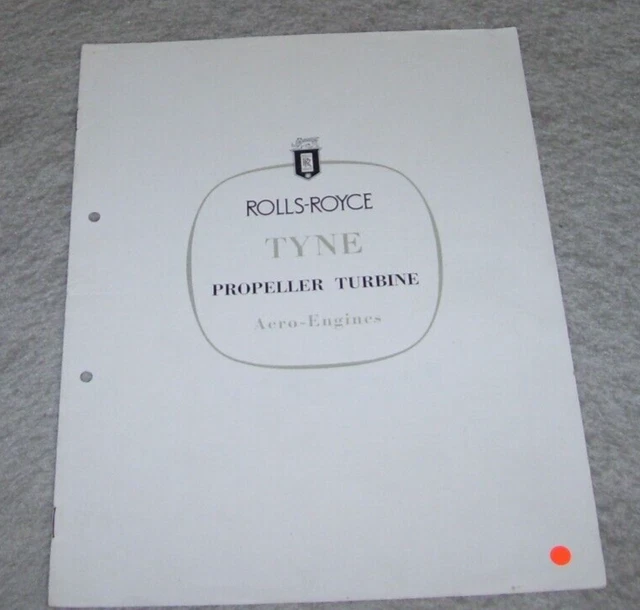 ROLLS-ROYCE
TYNE
PROPELLER TURBINE
Aero-Engines